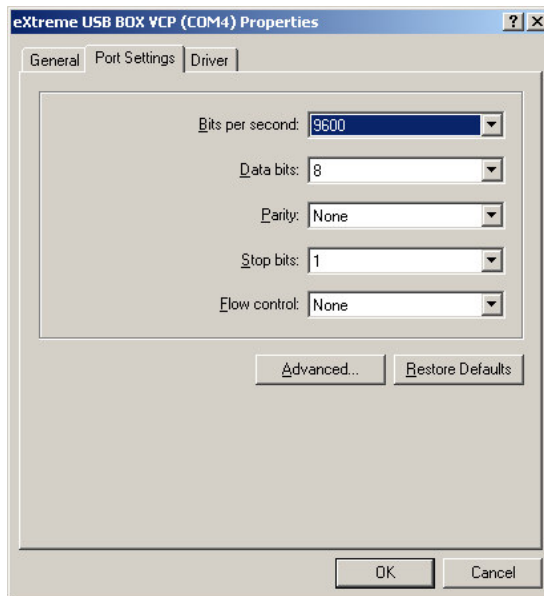 eXtreme USB BOX VCP (COM4) Properties
General Port Settings Driver
Bits per second: 9600
Data bits: 8
Parity: None
Stop bits: 1
Flow control: None
Advanced... Restore Defaults
OK Cancel